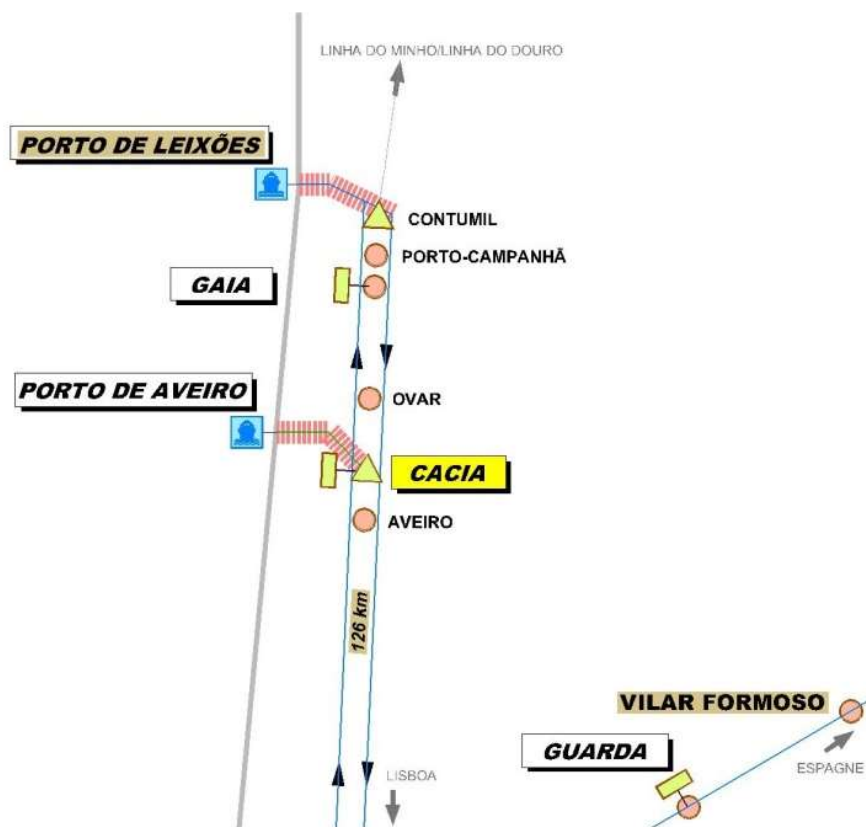 LINHA DO MINHO/LINHA DO DOURO
PORTO DE LEIXÕES
CONTUMIL
PORTO-CAMPANHÃ
GAIA
PORTO DE AVEIRO
OVAR
CACIA
AVEIRO
126 km
VILAR FORMOSO
GUARDA
ESPAGNE
LISBOA